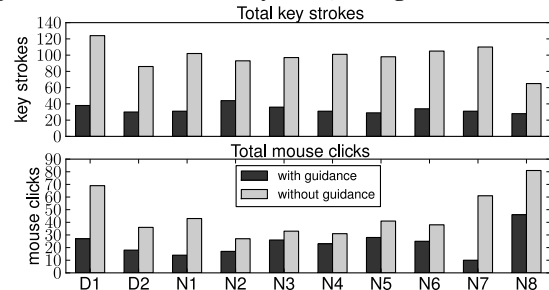 Total key strokes
140
120
100
80
60
40
20
0
key strokes
Total mouse clicks
90
80
70
60
50
40
30
20
10
0
mouse clicks
with guidance
without guidance
D1 D2 N1 N2 N3 N4 N5 N6 N7 N8